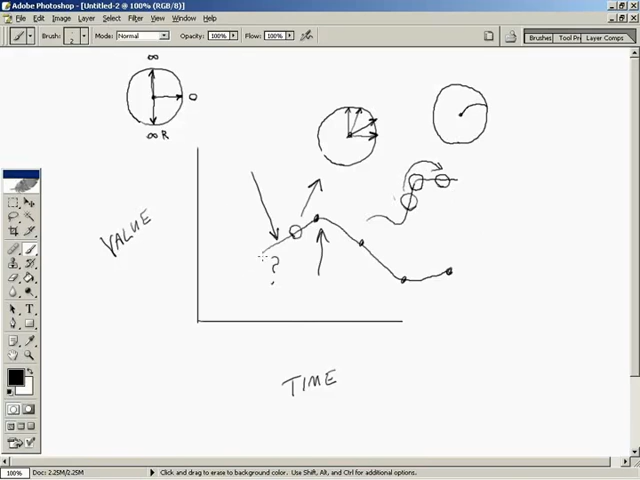 Adobe Photoshop - [Untitled-2 @ 100% (RGB/8)]
File Edit Image Layer Select Filter View Window Help
Brush: 2 Mode: Normal Opacity: 100% Flow: 100% Brushes Tool Pr Layer Comps
∞
0
∞ R
VALUE
?
TIME
T
100% Doc: 2.25M/2.25M Click and drag to erase to background color. Use Shift, Alt, and Ctrl for additional options.